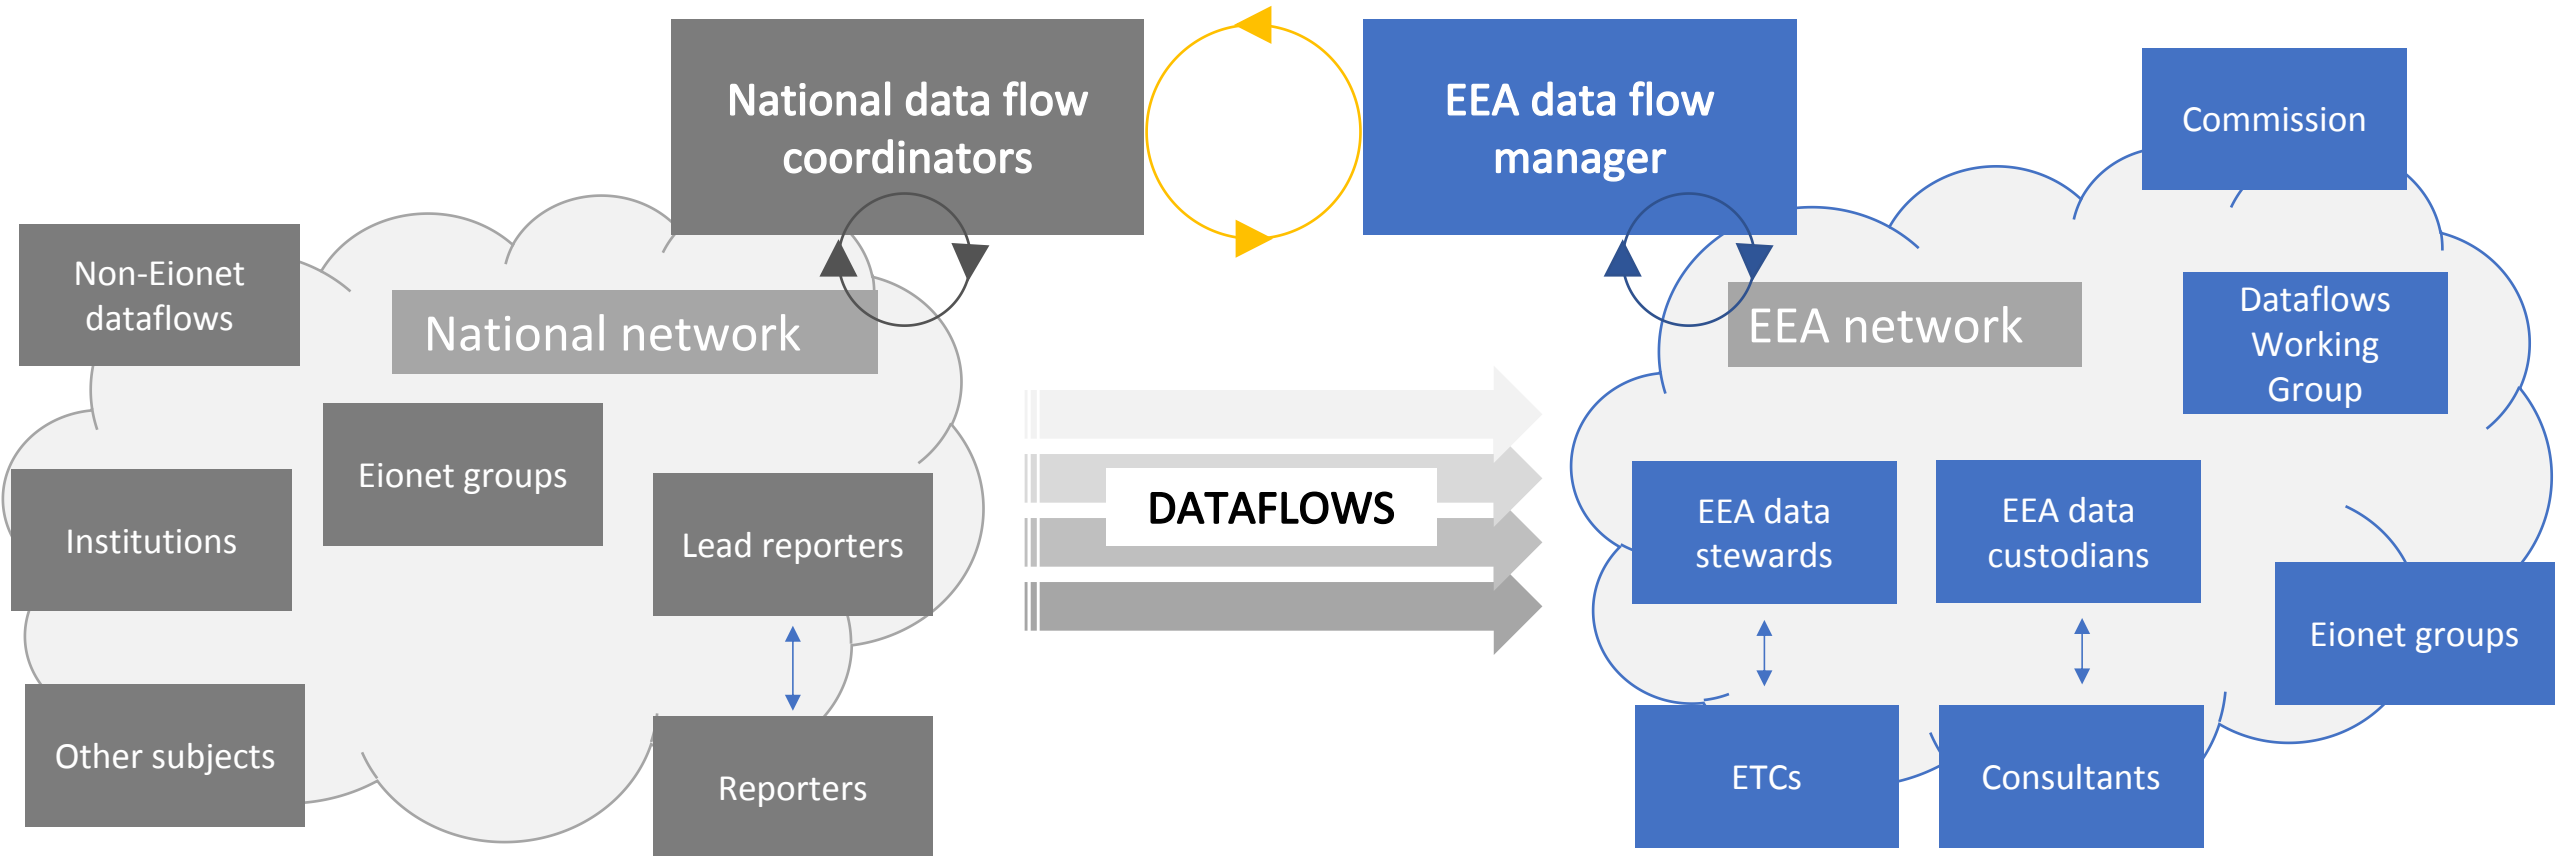 National data flow
coordinators
EEA data flow
manager
Commission
Non-Eionet
dataflows
National network
EEA network
Dataflows
Working
Group
Eionet groups
Institutions
Lead reporters
DATAFLOWS
EEA data
stewards
EEA data
custodians
Eionet groups
Other subjects
Reporters
ETCs
Consultants